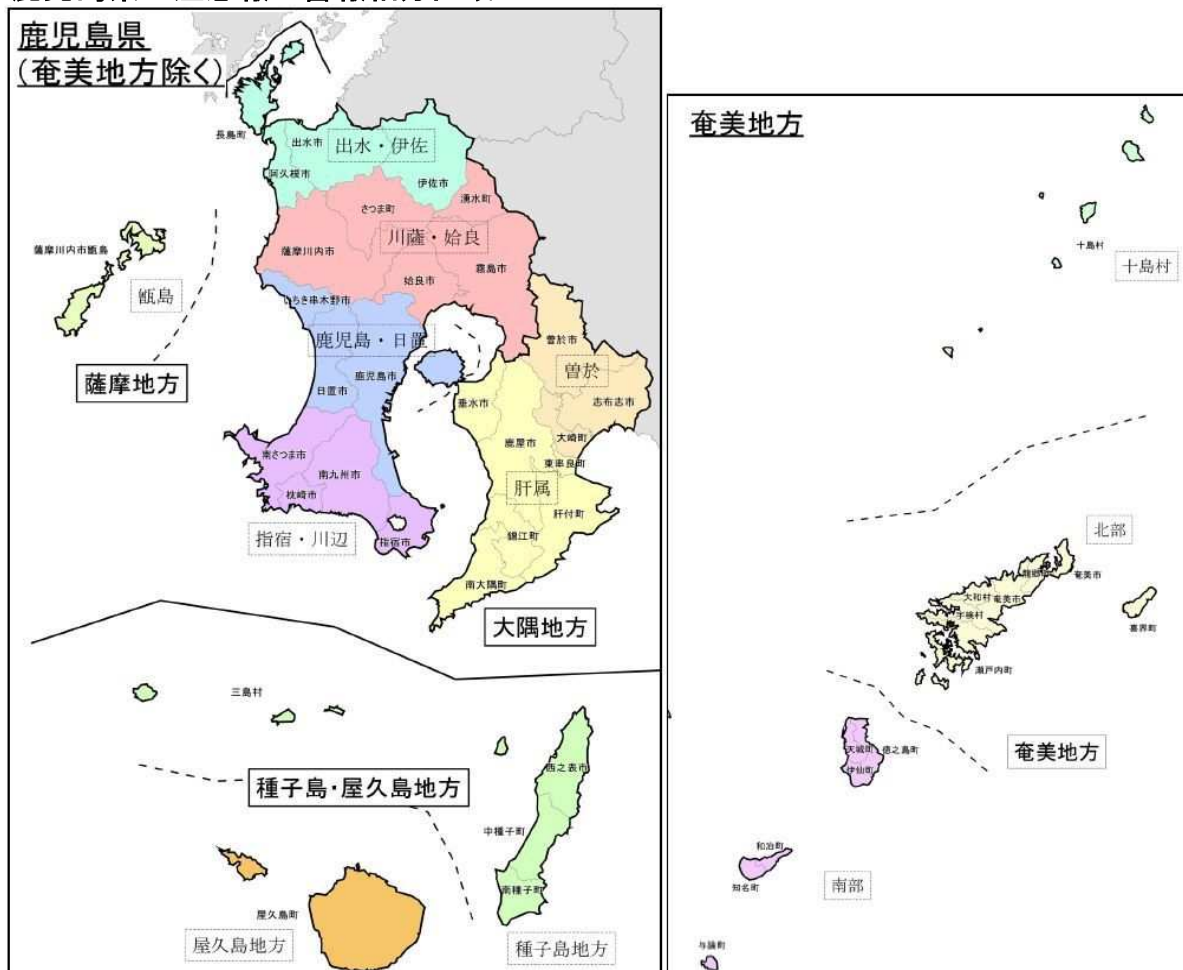 鹿児島県
(奄美地方除く)
長島町
出水市
出水・伊佐
阿久根市
伊佐市
湧水町
さつま町
川薩・姶良
薩摩川内市甑島
薩摩川内市
霧島市
姶良市
甑島
いちき串木野市
鹿児島・日置
曽於市
曽於
薩摩地方
鹿児島市
日置市
垂水市
志布志市
大崎町
鹿屋市
東串良町
南さつま市
南九州市
肝属
枕崎市
肝付町
指宿・川辺
指宿市
錦江町
南大隅町
大隅地方
三島村
西之表市
種子島・屋久島地方
中種子町
南種子町
屋久島町
屋久島地方
種子島地方
奄美地方
十島村
十島村
北部
龍郷町
奄美市
大和村
奄美市
宇検村
喜界町
瀬戸内町
天城町
徳之島町
奄美地方
伊仙町
和泊町
知名町
南部
与論町